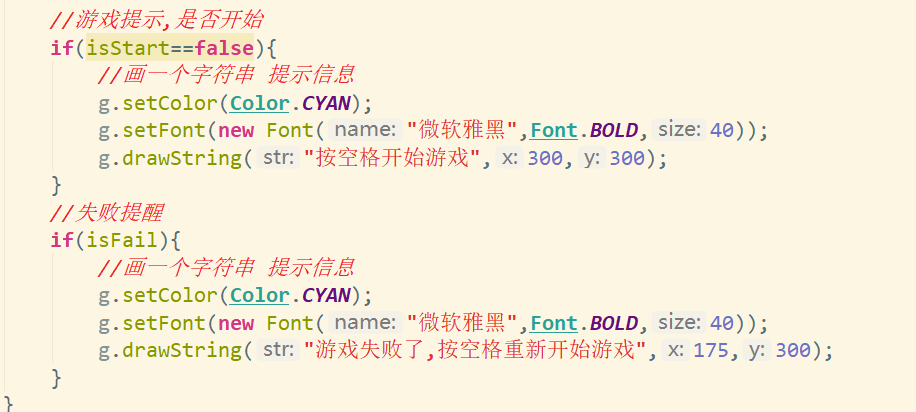 //游戏提示,是否开始
if(isStart==false){
//画一个字符串 提示信息
g.setColor(Color.CYAN);
g.setFont(new Font( name: "微软雅黑",Font.BOLD, size: 40));
g.drawString( str: "按空格开始游戏", x: 300, y: 300);
}
//失败提醒
if(isFail){
//画一个字符串 提示信息
g.setColor(Color.CYAN);
g.setFont(new Font( name: "微软雅黑",Font.BOLD, size: 40));
g.drawString( str: "游戏失败了,按空格重新开始游戏", x: 175, y: 300);
}
}